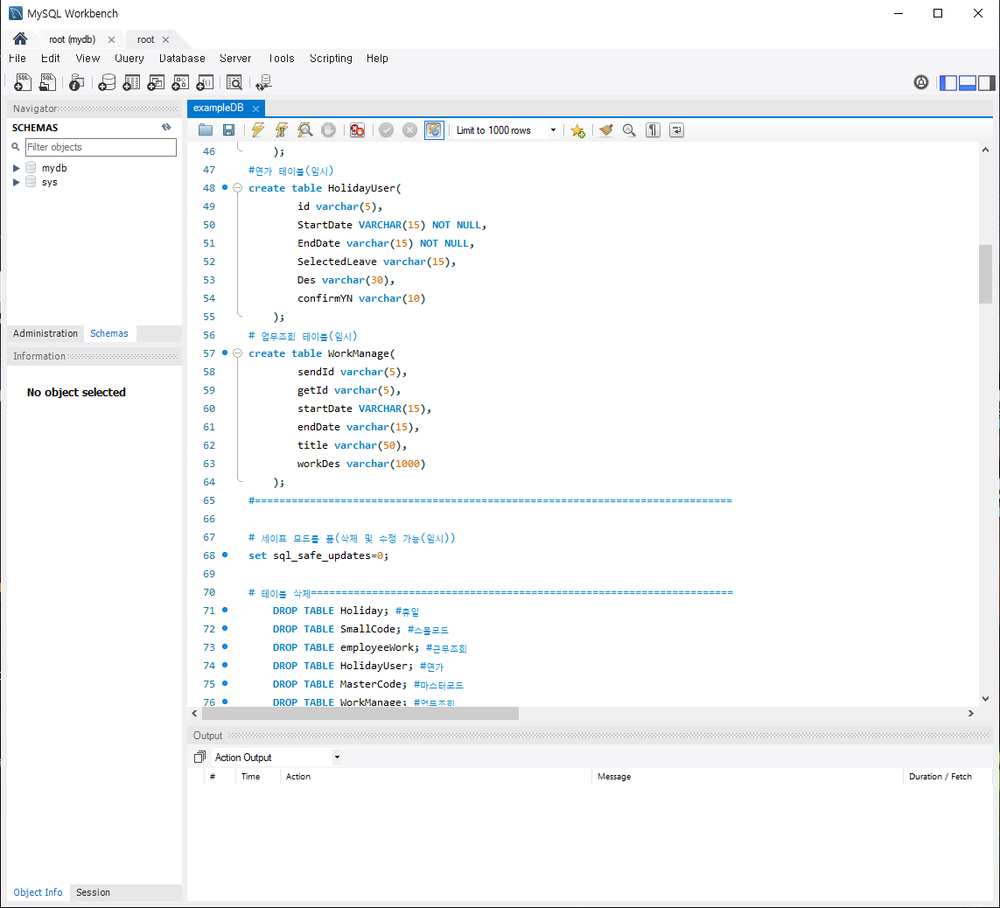 MySQL Workbench
root (mydb)
root
File Edit View Query Database Server Tools Scripting Help
Navigator
SCHEMAS
Filter objects
mydb
sys
Administration Schemas
Information
No object selected
Object Info Session
exampleDB
Limit to 1000 rows
46 );
47 #연가 테이블(임시)
48 create table HolidayUser(
49 id varchar(5),
50 StartDate VARCHAR(15) NOT NULL,
51 EndDate varchar(15) NOT NULL,
52 SelectedLeave varchar(15),
53 Des varchar(30),
54 confirmYN varchar(10)
55 );
56 # 업무조회 테이블(임시)
57 create table WorkManage(
58 sendId varchar(5),
59 getId varchar(5),
60 startDate VARCHAR(15),
61 endDate varchar(15),
62 title varchar(50),
63 workDes varchar(1000)
64 );
65 #==============================================================================
66
67 # 세이프 모드를 품(삭제 및 수정 가능(임시))
68 set sql_safe_updates=0;
69
70 # 테이블 삭제=====================================================================
71 DROP TABLE Holiday; #휴일
72 DROP TABLE SmallCode; #스몰코드
73 DROP TABLE employeeWork; #근무조회
74 DROP TABLE HolidayUser; #연가
75 DROP TABLE MasterCode; #마스터코드
76 DROP TABLE WorkManage; #업무조회
Output
Action Output
# Time Action Message Duration / Fetch